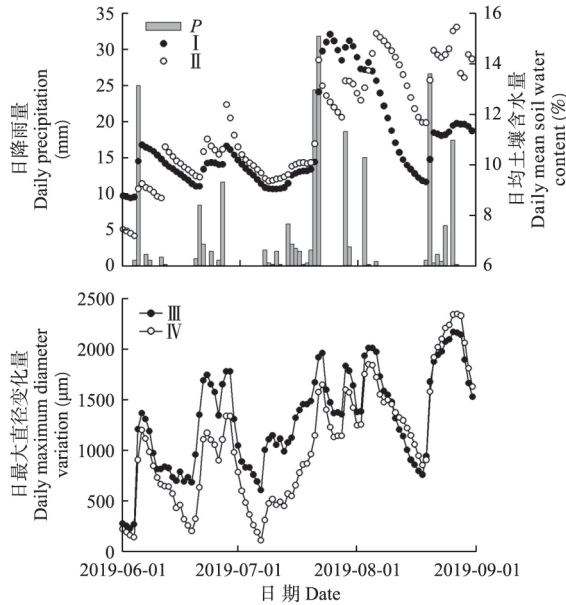 35
30
25
20
15
10
5
0
日降雨量
Daily precipitation
(mm)
P
Ⅰ
Ⅱ
16
14
12
10
8
6
日均土壤含水量
Daily mean soil water
content (%)
2500
2000
1500
1000
500
0
日最大直径变化量
Daily maximum diameter
variation (μm)
Ⅲ
Ⅳ
2019-06-01
2019-07-01
2019-08-01
2019-09-01
日期 Date